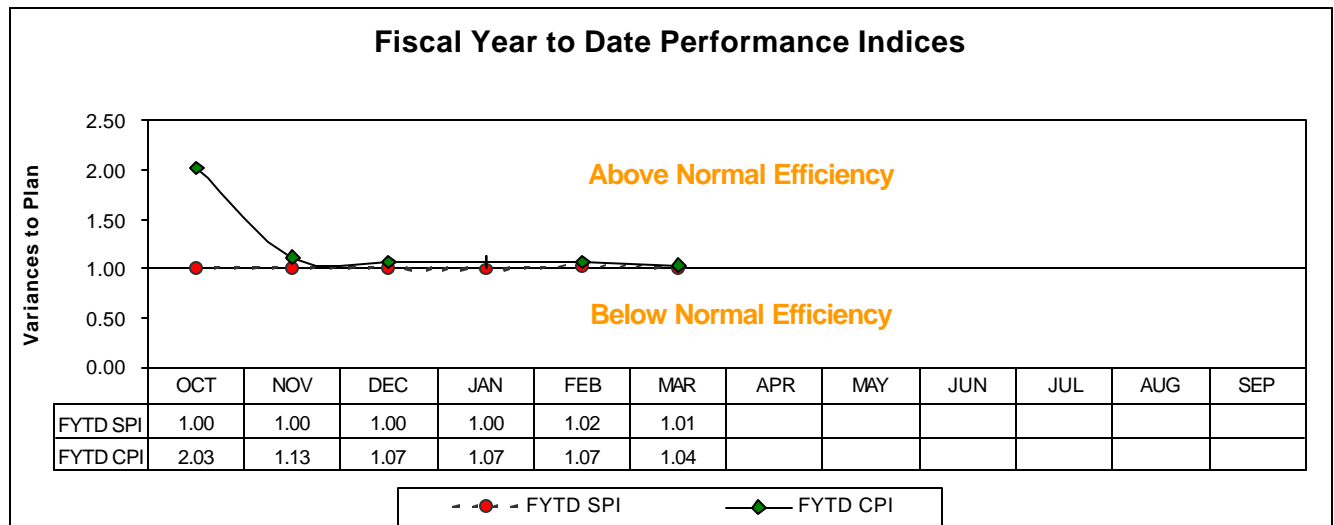 Fiscal Year to Date Performance Indices
Variances to Plan
2.50
2.00
1.50
1.00
0.50
0.00
Above Normal Efficiency
Below Normal Efficiency
OCT NOV DEC JAN FEB MAR APR MAY JUN JUL AUG SEP
FYTD SPI 1.00 1.00 1.00 1.00 1.02 1.01
FYTD CPI 2.03 1.13 1.07 1.07 1.07 1.04
FYTD SPI FYTD CPI